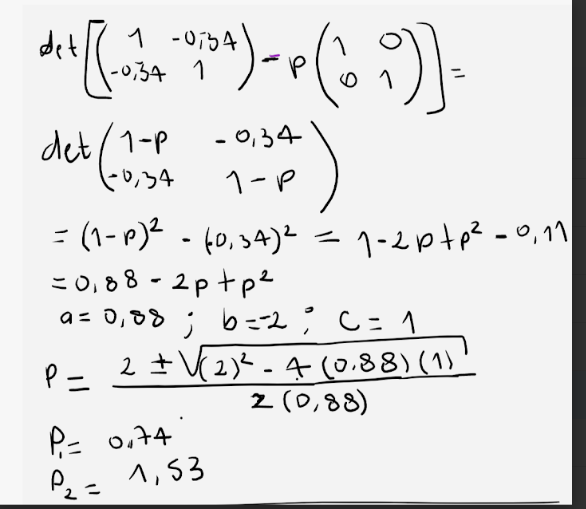 det[(1 -0,34 -0,34 1) - p(1 0 0 1)] =
det(1-p -0,34 -0,34 1-p)
= (1-p)² - (-0,34)² = 1-2p+p² - 0,11
= 0,88 - 2p + p²
a = 0,88 ; b=-2 ; c = 1
P = 2 ± √(2)² - 4 (0.88) (1) / 2 (0,88)
P₁ = 0,74
P₂ = 1,53